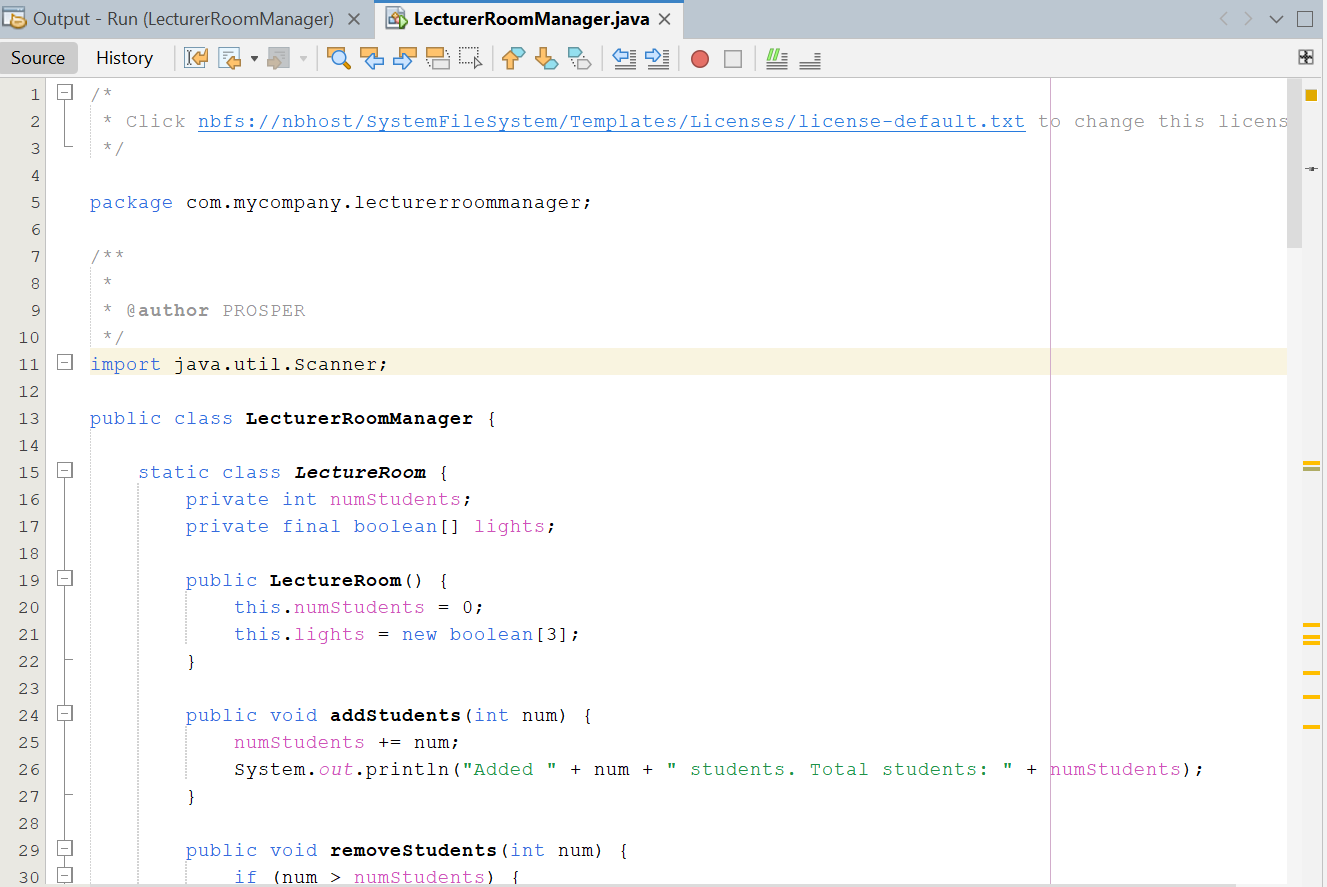 Output - Run (LecturerRoomManager) LecturerRoomManager.java
Source History
1 /*
2 * Click nbfs://nbhost/SystemFileSystem/Templates/Licenses/license-default.txt to change this licens
3 */
4
5 package com.mycompany.lecturerroommanager;
6
7 /**
8 *
9 * @author PROSPER
10 */
11 import java.util.Scanner;
12
13 public class LecturerRoomManager {
14
15 static class LectureRoom {
16 private int numStudents;
17 private final boolean[] lights;
18
19 public LectureRoom() {
20 this.numStudents = 0;
21 this.lights = new boolean[3];
22 }
23
24 public void addStudents(int num) {
25 numStudents += num;
26 System.out.println("Added " + num + " students. Total students: " + numStudents);
27 }
28
29 public void removeStudents(int num) {
30 if (num > numStudents) {